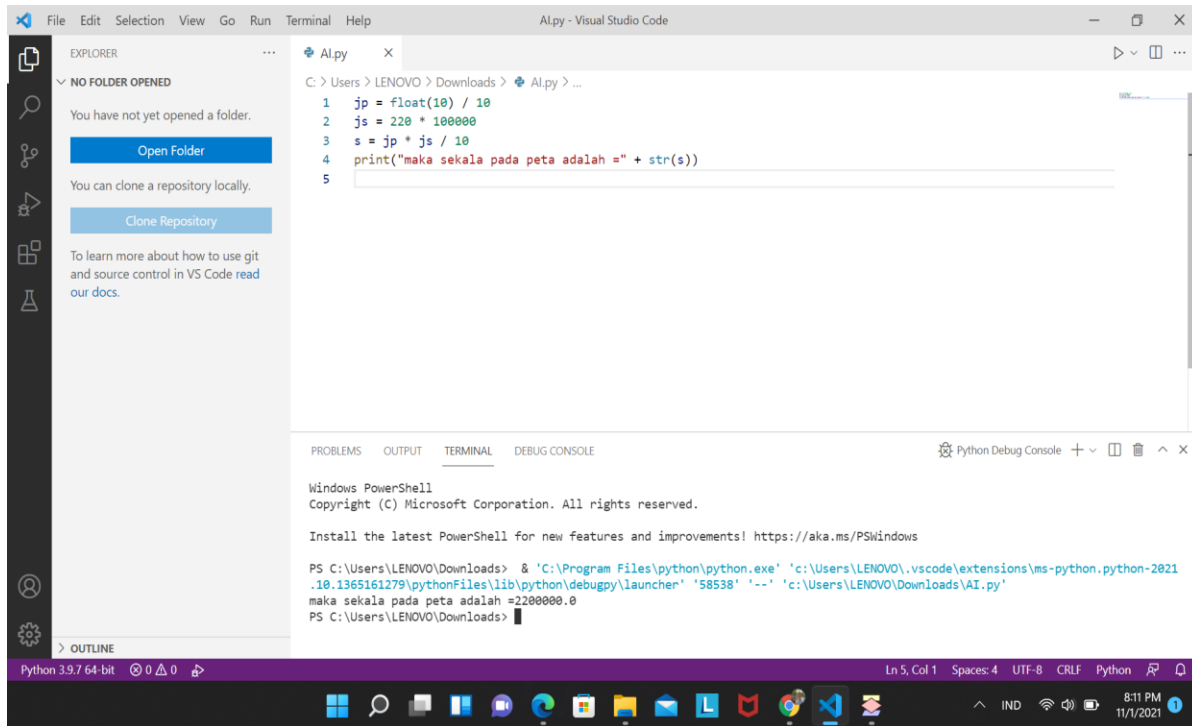 File Edit Selection View Go Run Terminal Help AI.py - Visual Studio Code
EXPLORER
NO FOLDER OPENED
You have not yet opened a folder.
Open Folder
You can clone a repository locally.
Clone Repository
To learn more about how to use git
and source control in VS Code read
our docs.
OUTLINE
AI.py
C: > Users > LENOVO > Downloads > AI.py > ...
1 jp = float(10) / 10
2 js = 220 * 100000
3 s = jp * js / 10
4 print("maka sekala pada peta adalah =" + str(s))
5
PROBLEMS OUTPUT TERMINAL DEBUG CONSOLE Python Debug Console
Windows PowerShell
Copyright (C) Microsoft Corporation. All rights reserved.
Install the latest PowerShell for new features and improvements! https://aka.ms/PSWindows
PS C:\Users\LENOVO\Downloads>  & 'C:\Program Files\python\python.exe' 'c:\Users\LENOVO\.vscode\extensions\ms-python.python-2021
.10.1365161279\pythonFiles\lib\python\debugpy\launcher' '58538' '--' 'c:\Users\LENOVO\Downloads\AI.py'
maka sekala pada peta adalah =2200000.0
PS C:\Users\LENOVO\Downloads>
Python 3.9.7 64-bit 0 0 Ln 5, Col 1 Spaces: 4 UTF-8 CRLF Python
L IND 8:11 PM 1
11/1/2021